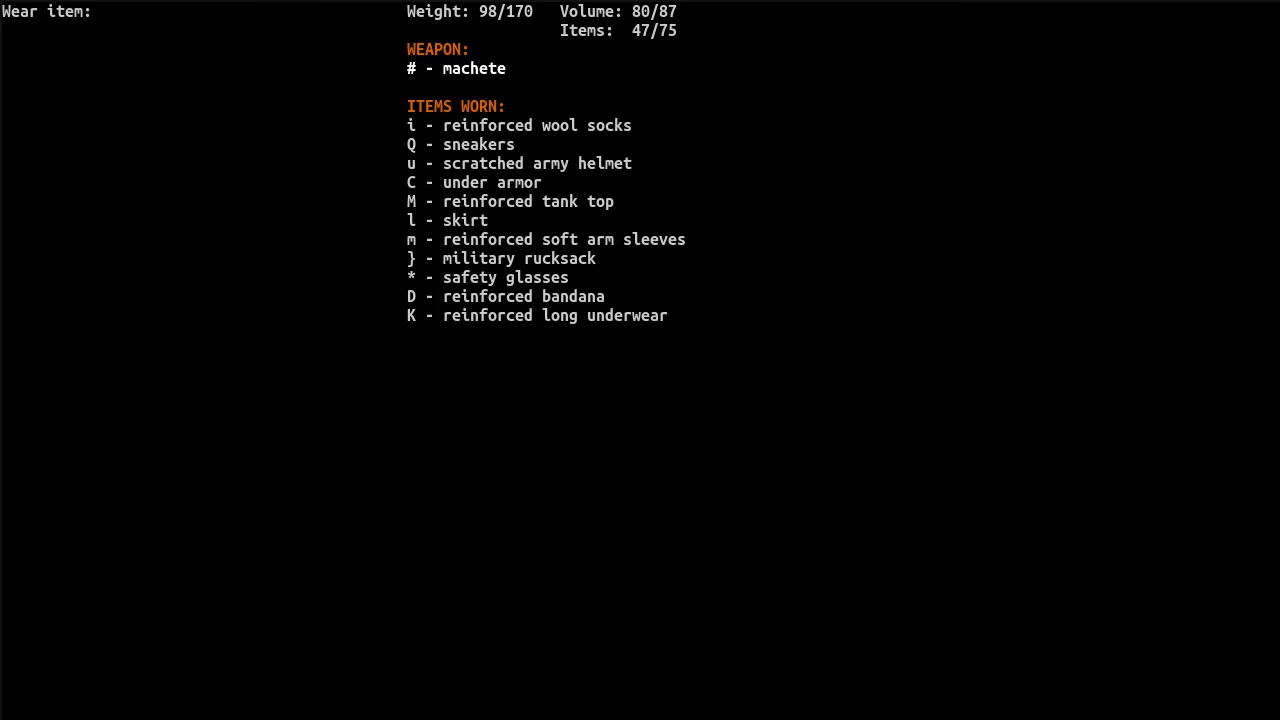 Wear item: Weight: 98/170 Volume: 80/87
Items: 47/75
WEAPON:
# - machete
ITEMS WORN:
i - reinforced wool socks
Q - sneakers
u - scratched army helmet
C - under armor
M - reinforced tank top
l - skirt
m - reinforced soft arm sleeves
} - military rucksack
* - safety glasses
D - reinforced bandana
K - reinforced long underwear